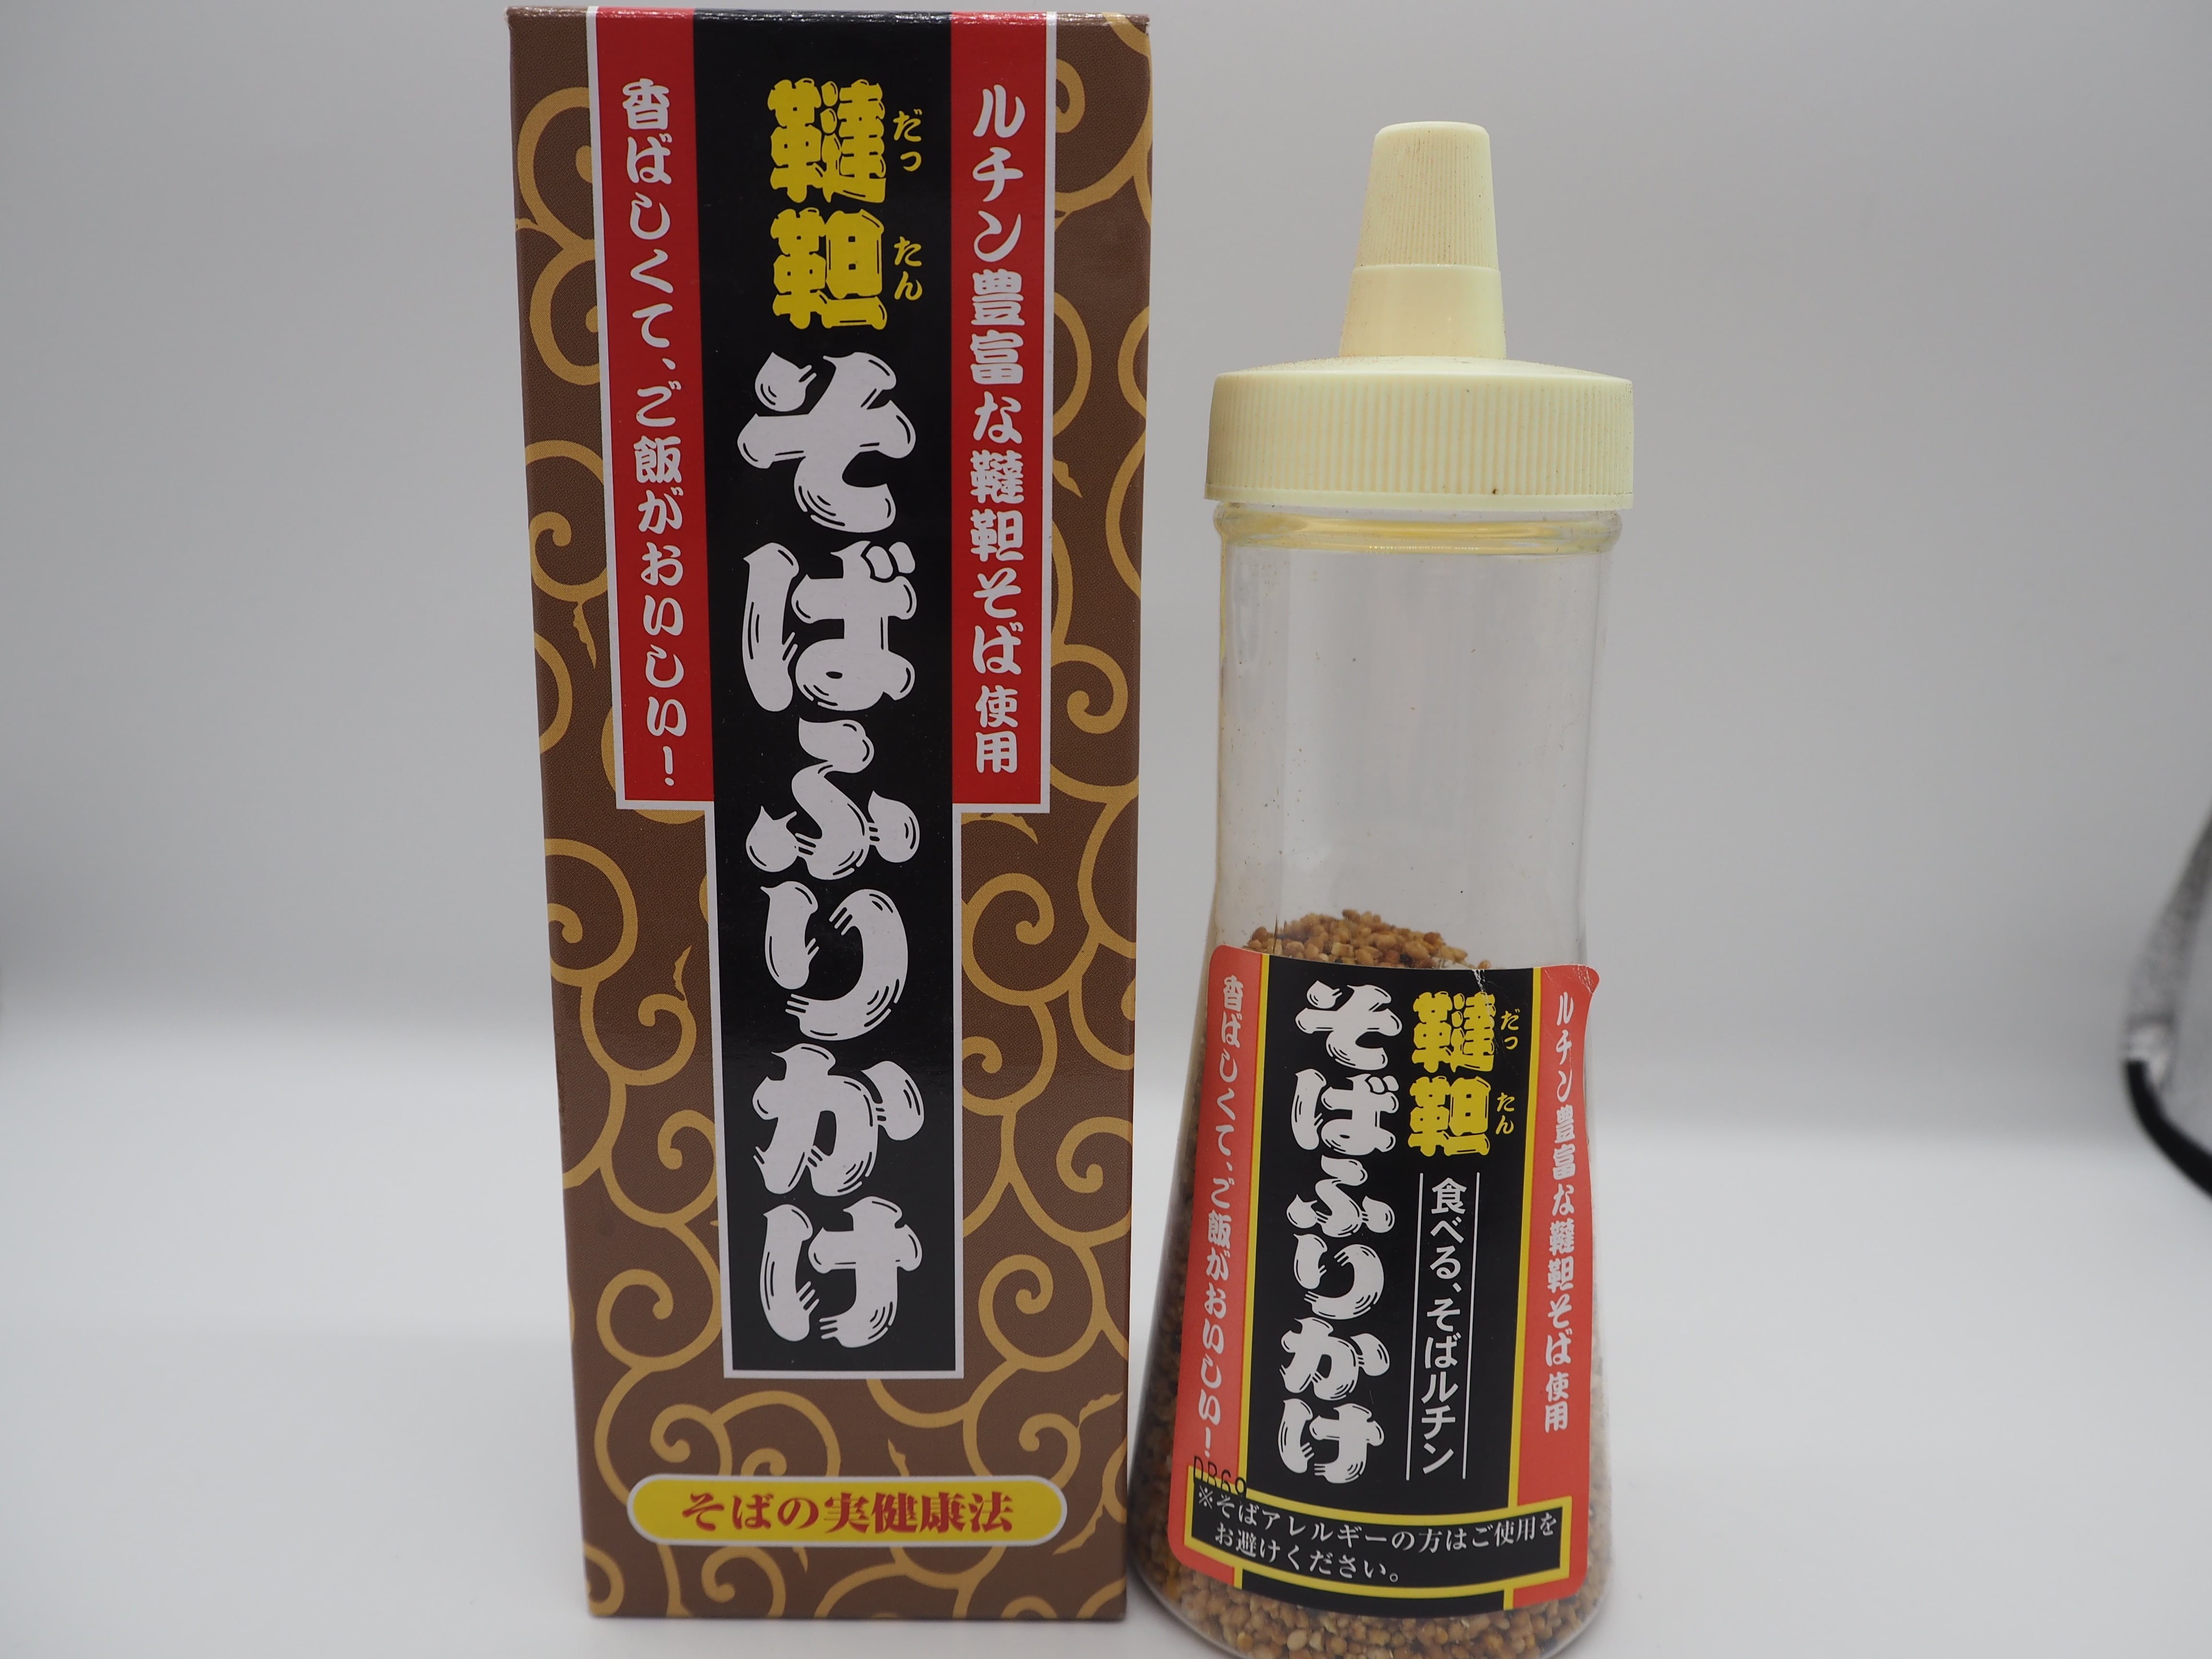 ルチン豊富な韃靼そば使用
だっ
たん
韃靼
そばふりかけ
香ばしくて、ご飯がおいしい!
そばの実健康法
ルチン豊富な韃靼そば使用
だっ
たん
韃靼
食べる、そばルチン
そばふりかけ
香ばしくて、ご飯がおいしい!
※そばアレルギーの方はご使用を
お避けください。